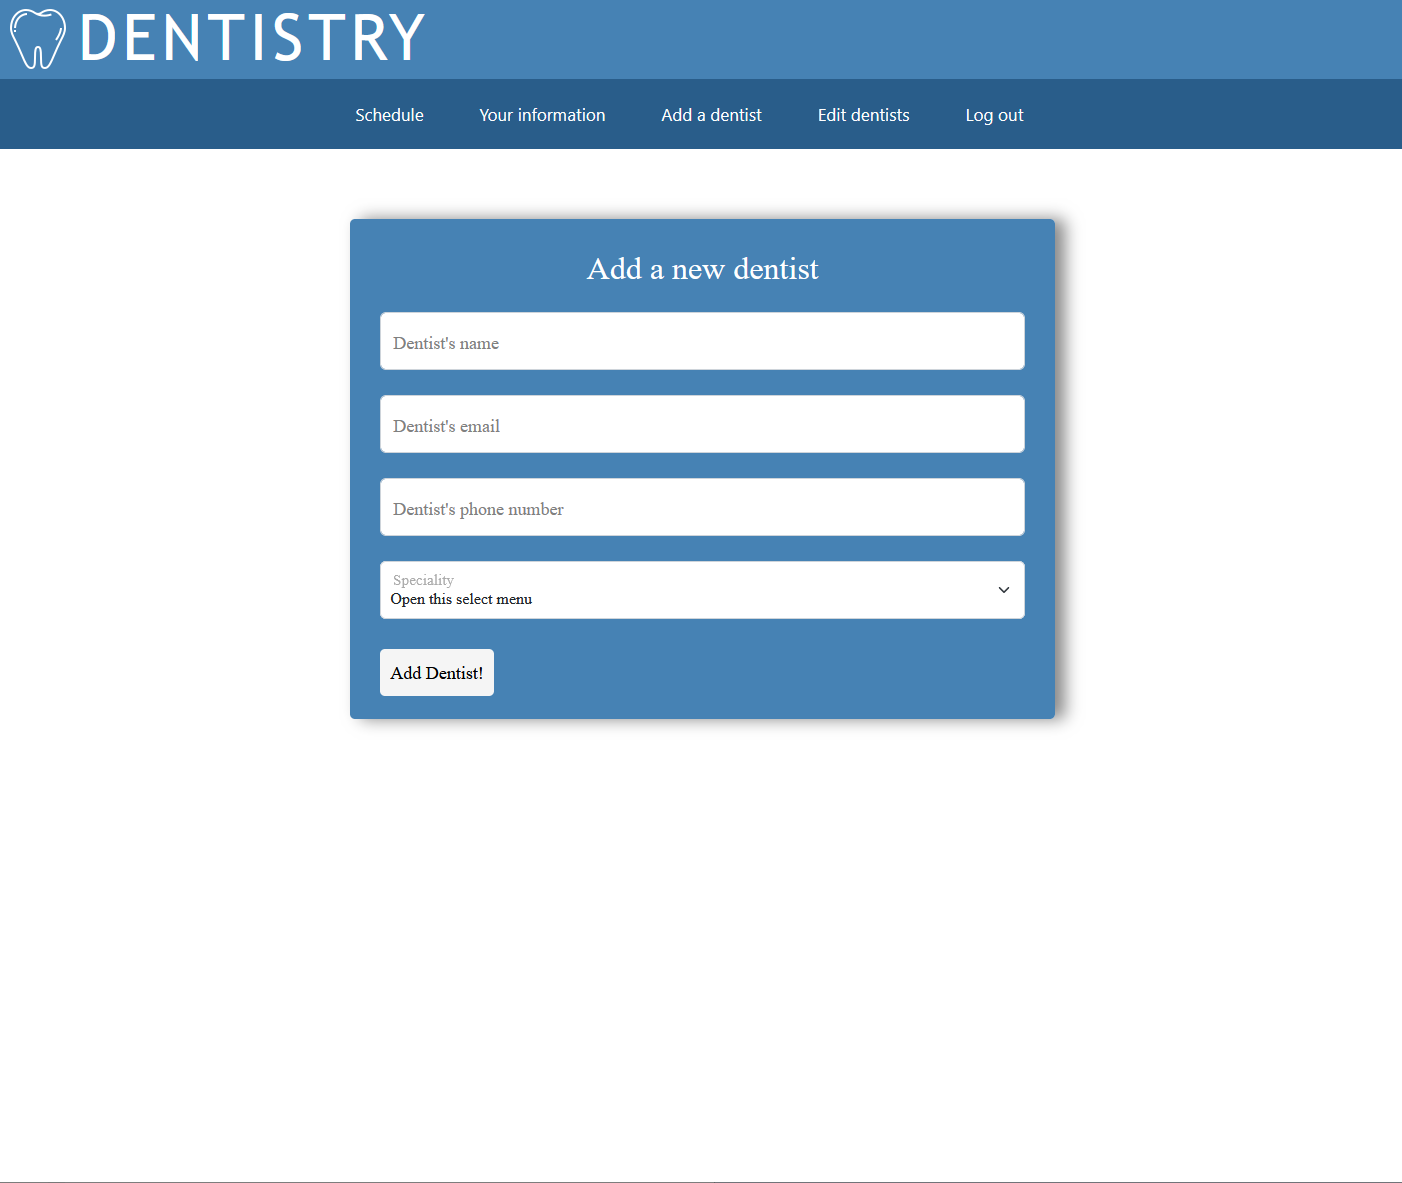 DENTISTRY
Schedule Your information Add a dentist Edit dentists Log out
Add a new dentist
Dentist's name
Dentist's email
Dentist's phone number
Speciality
Open this select menu
Add Dentist!